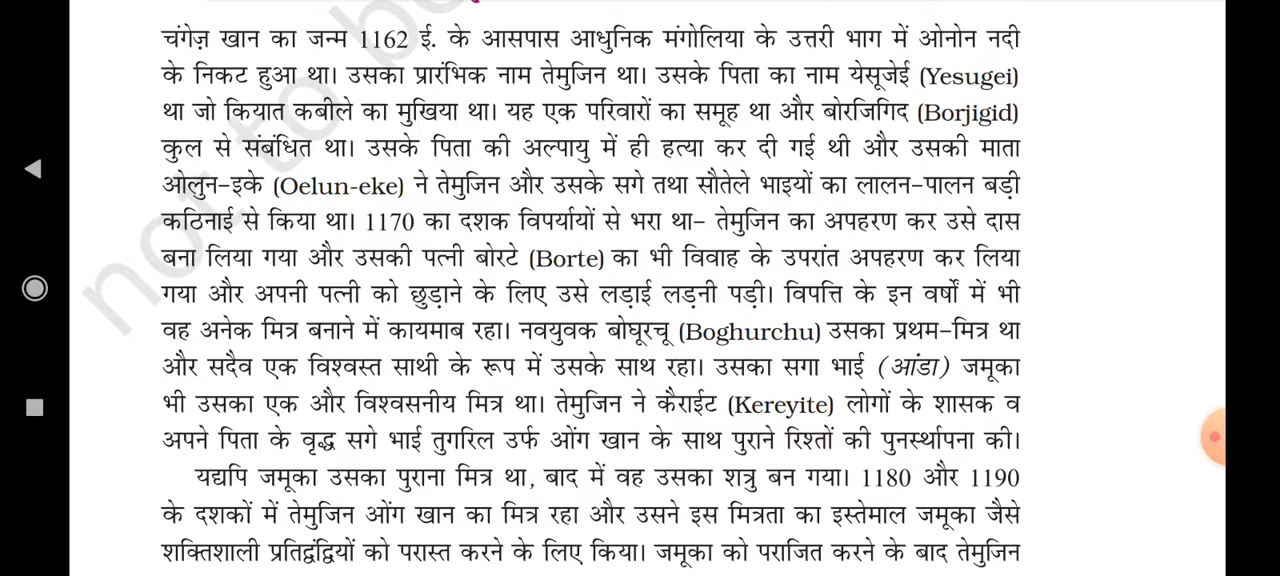 चंगेज़ खान का जन्म 1162 ई. के आसपास आधुनिक मंगोलिया के उत्तरी भाग में ओनोन नदी
के निकट हुआ था। उसका प्रारंभिक नाम तेमुजिन था। उसके पिता का नाम येसूजेई (Yesugei)
था जो कियात कबीले का मुखिया था। यह एक परिवारों का समूह था और बोरजिगिद (Borjigid)
कुल से संबंधित था। उसके पिता की अल्पायु में ही हत्या कर दी गई थी और उसकी माता
ओलुन-इके (Oelun-eke) ने तेमुजिन और उसके सगे तथा सौतेले भाइयों का लालन-पालन बड़ी
कठिनाई से किया था। 1170 का दशक विपर्यायों से भरा था- तेमुजिन का अपहरण कर उसे दास
बना लिया गया और उसकी पत्नी बोरटे (Borte) का भी विवाह के उपरांत अपहरण कर लिया
गया और अपनी पत्नी को छुड़ाने के लिए उसे लड़ाई लड़नी पड़ी। विपत्ति के इन वर्षों में भी
वह अनेक मित्र बनाने में कायमाब रहा। नवयुवक बोघूरचू (Boghurchu) उसका प्रथम-मित्र था
और सदैव एक विश्वस्त साथी के रूप में उसके साथ रहा। उसका सगा भाई (आंडा) जमूका
भी उसका एक और विश्वसनीय मित्र था। तेमुजिन ने कैराईट (Kereyite) लोगों के शासक व
अपने पिता के वृद्ध सगे भाई तुगरिल उर्फ ओंग खान के साथ पुराने रिश्तों की पुनर्स्थापना की।
यद्यपि जमूका उसका पुराना मित्र था, बाद में वह उसका शत्रु बन गया। 1180 और 1190
के दशकों में तेमुजिन ओंग खान का मित्र रहा और उसने इस मित्रता का इस्तेमाल जमूका जैसे
शक्तिशाली प्रतिद्वंद्वियों को परास्त करने के लिए किया। जमूका को पराजित करने के बाद तेमुजिन
not to be